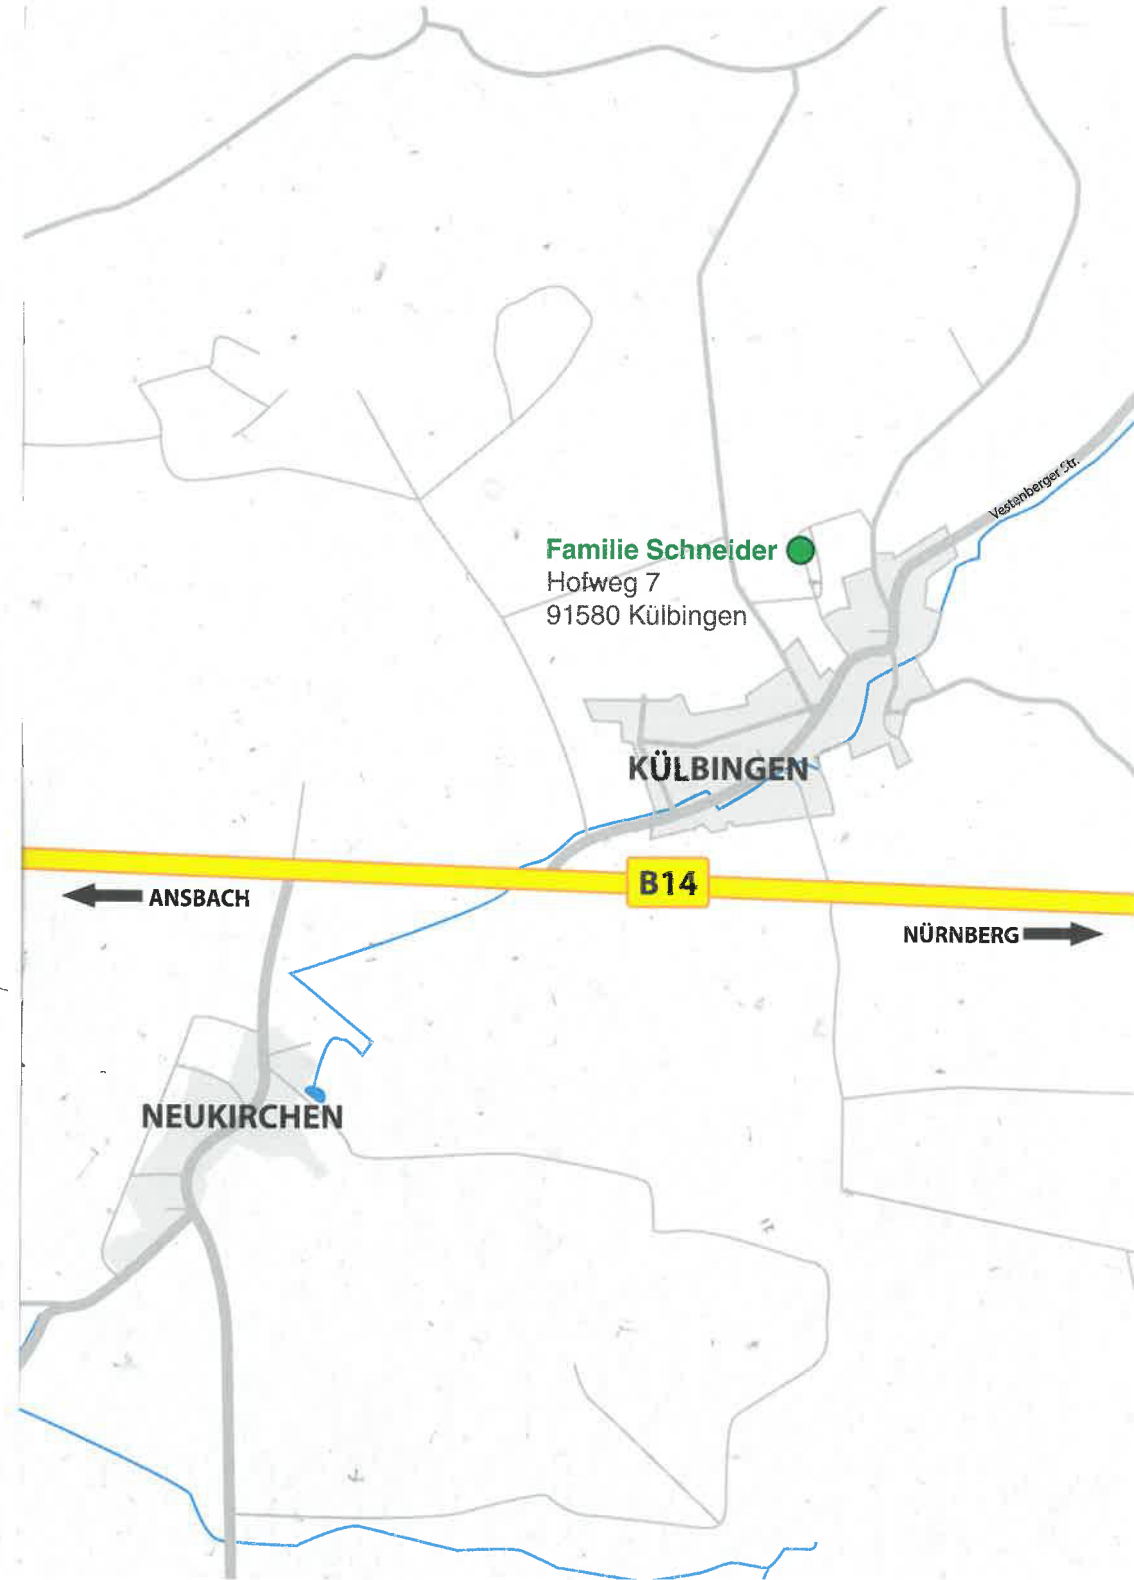 Vestenberger Str.
Familie Schneider
Hofweg 7
91580 Külbingen
KÜLBINGEN
B14
ANSBACH
NÜRNBERG
NEUKIRCHEN